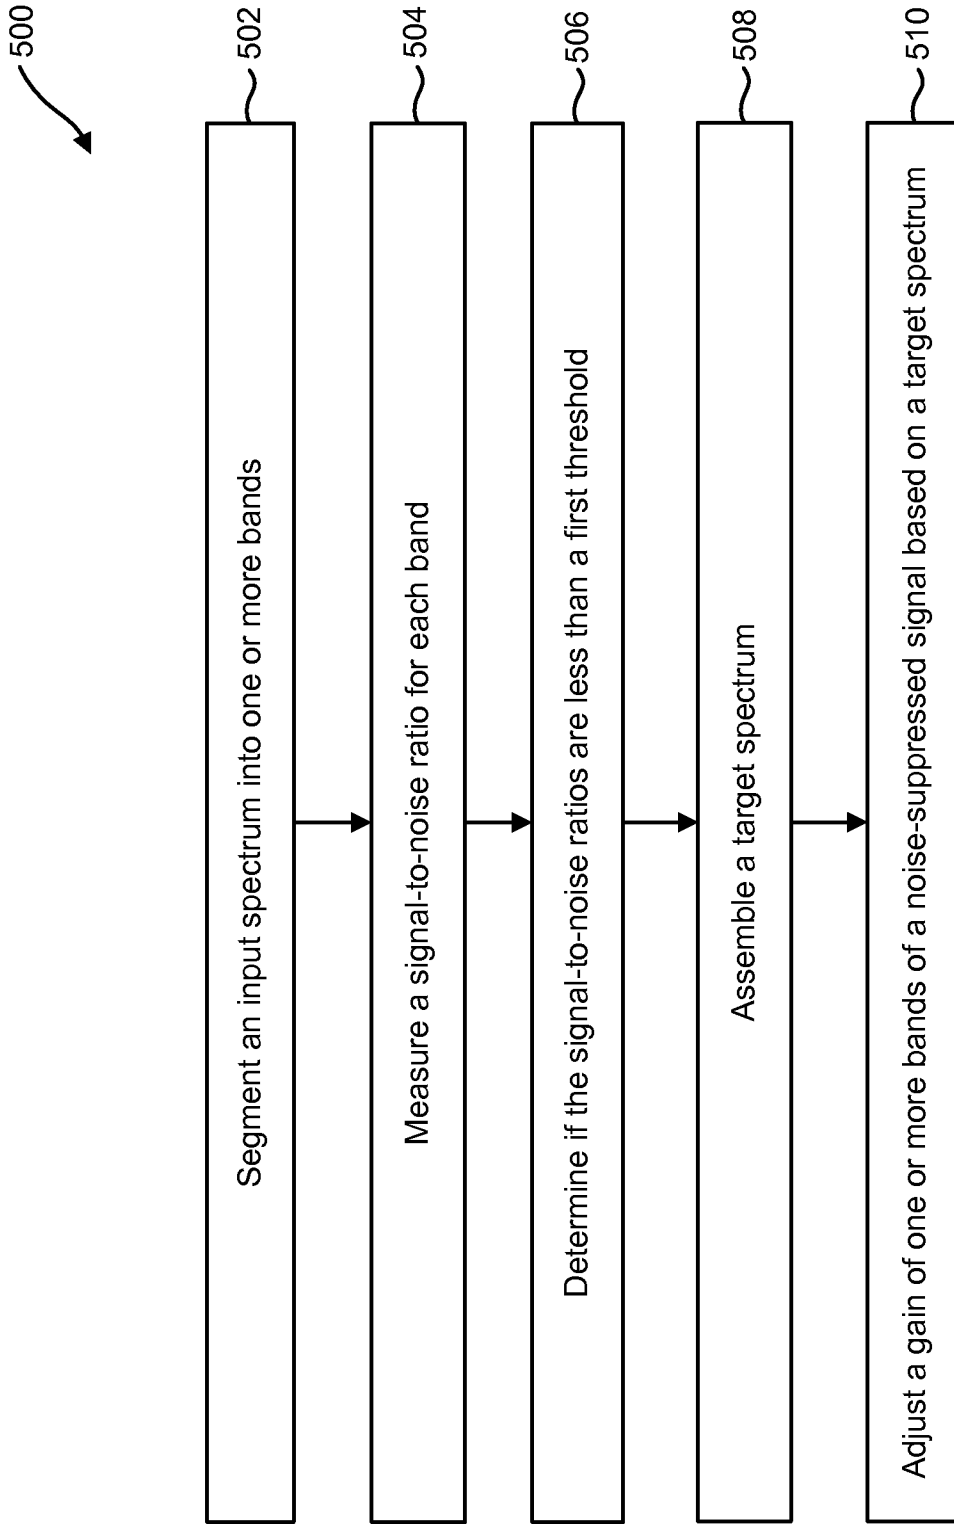 500
Segment an input spectrum into one or more bands
502
Measure a signal-to-noise ratio for each band
504
Determine if the signal-to-noise ratios are less than a first threshold
506
Assemble a target spectrum
508
Adjust a gain of one or more bands of a noise-suppressed signal based on a target spectrum
510